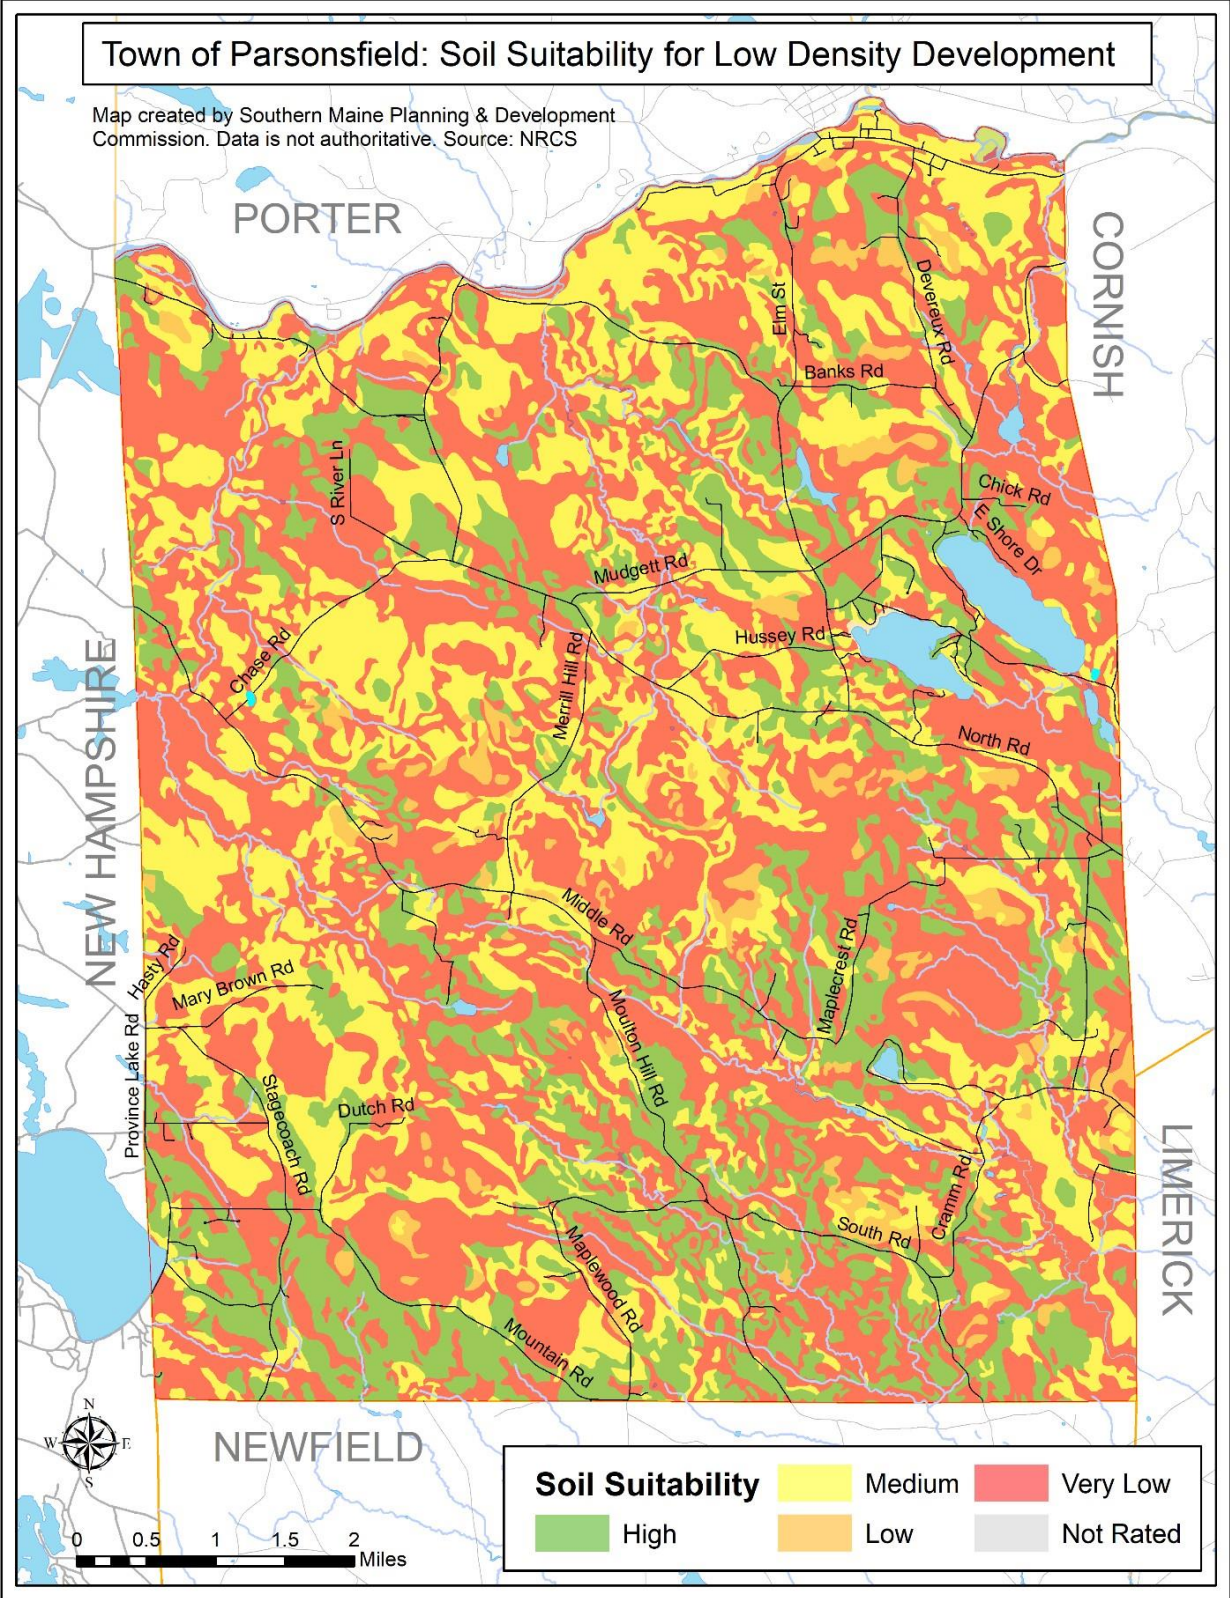 Town of Parsonsfield: Soil Suitability for Low Density Development
Map created by Southern Maine Planning & Development
Commission. Data is not authoritative. Source: NRCS
PORTER
CORNISH
Elm St
Devereux Rd
Banks Rd
S River Ln
Chick Rd
E Shore Dr
Mudgett Rd
Hussey Rd
Chase Rd
Merrill Hill Rd
NEW HAMPSHIRE
North Rd
Middle Rd
Maplecrest Rd
Hasty Rd
Mary Brown Rd
Moulton Hill Rd
Province Lake Rd
Stagecoach Rd
Dutch Rd
Cramm Rd
South Rd
LIMERICK
Maplewood Rd
Mountain Rd
N
W E
S
NEWFIELD
Soil Suitability
High
Medium
Low
Very Low
Not Rated
0 0.5 1 1.5 2
Miles